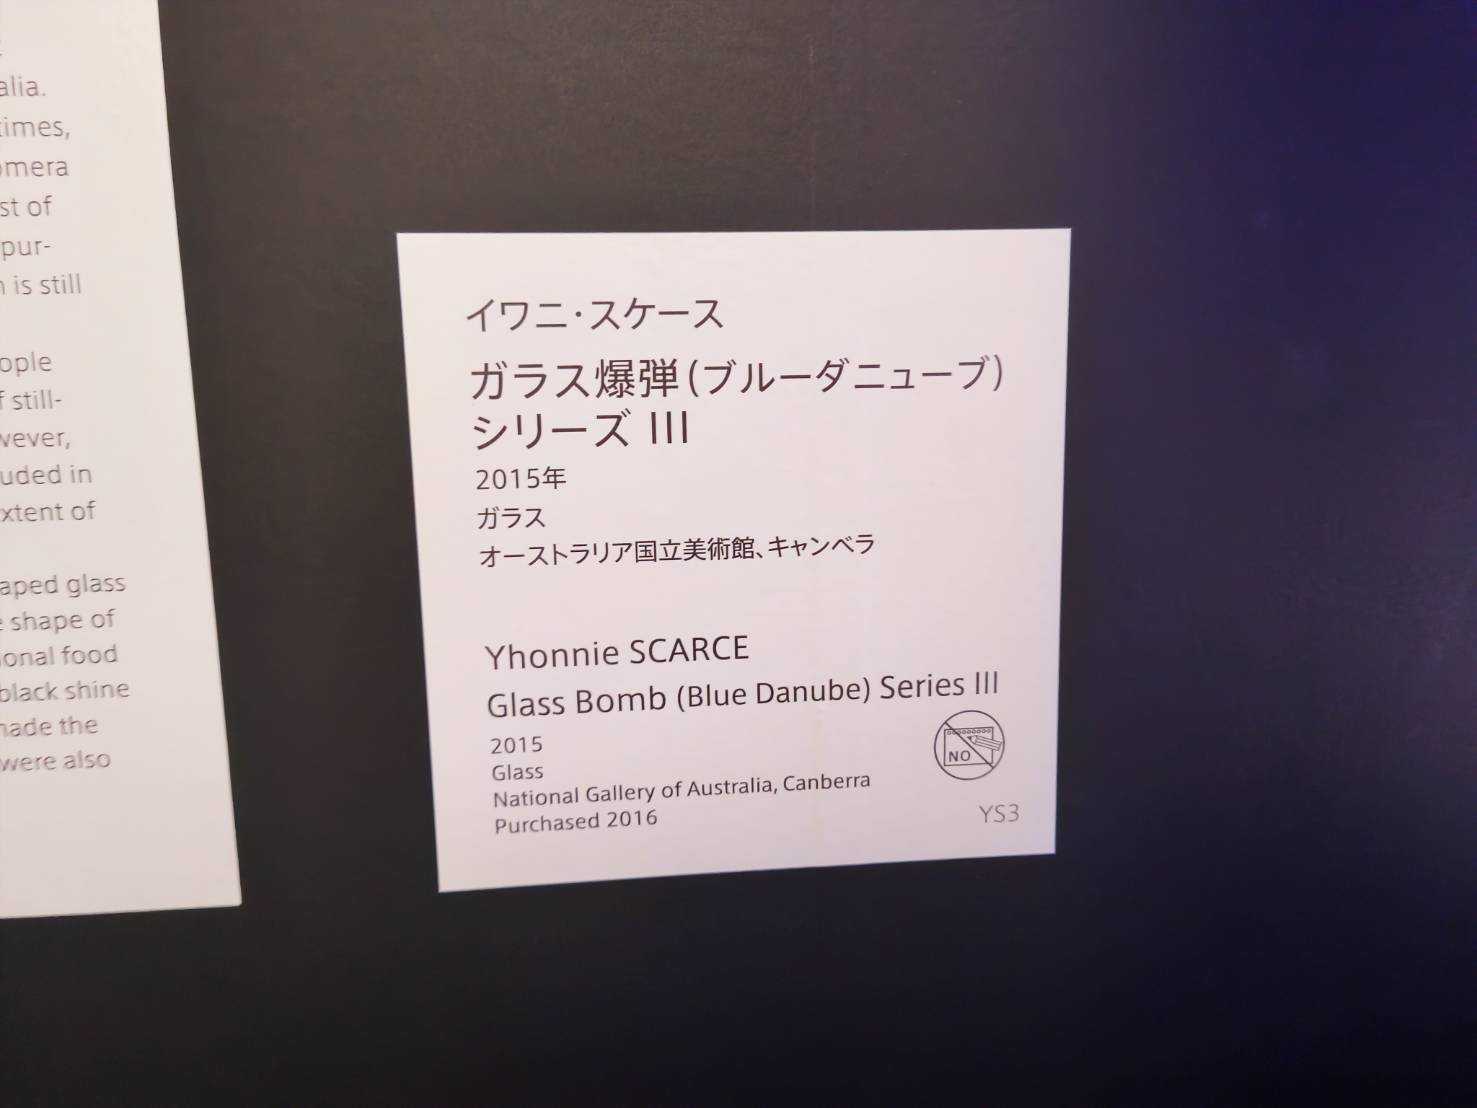 alia.
times,
omera
st of
pur-
is still
ople
still-
wever,
uded in
xtent of
aped glass
shape of
ional food
black shine
made the
were also
イワニ・スケース
ガラス爆弾(ブルーダニューブ)
シリーズ III
2015年
ガラス
オーストラリア国立美術館、キャンベラ
Yhonnie SCARCE
Glass Bomb (Blue Danube) Series III
2015
Glass
National Gallery of Australia, Canberra
Purchased 2016
NO
YS3